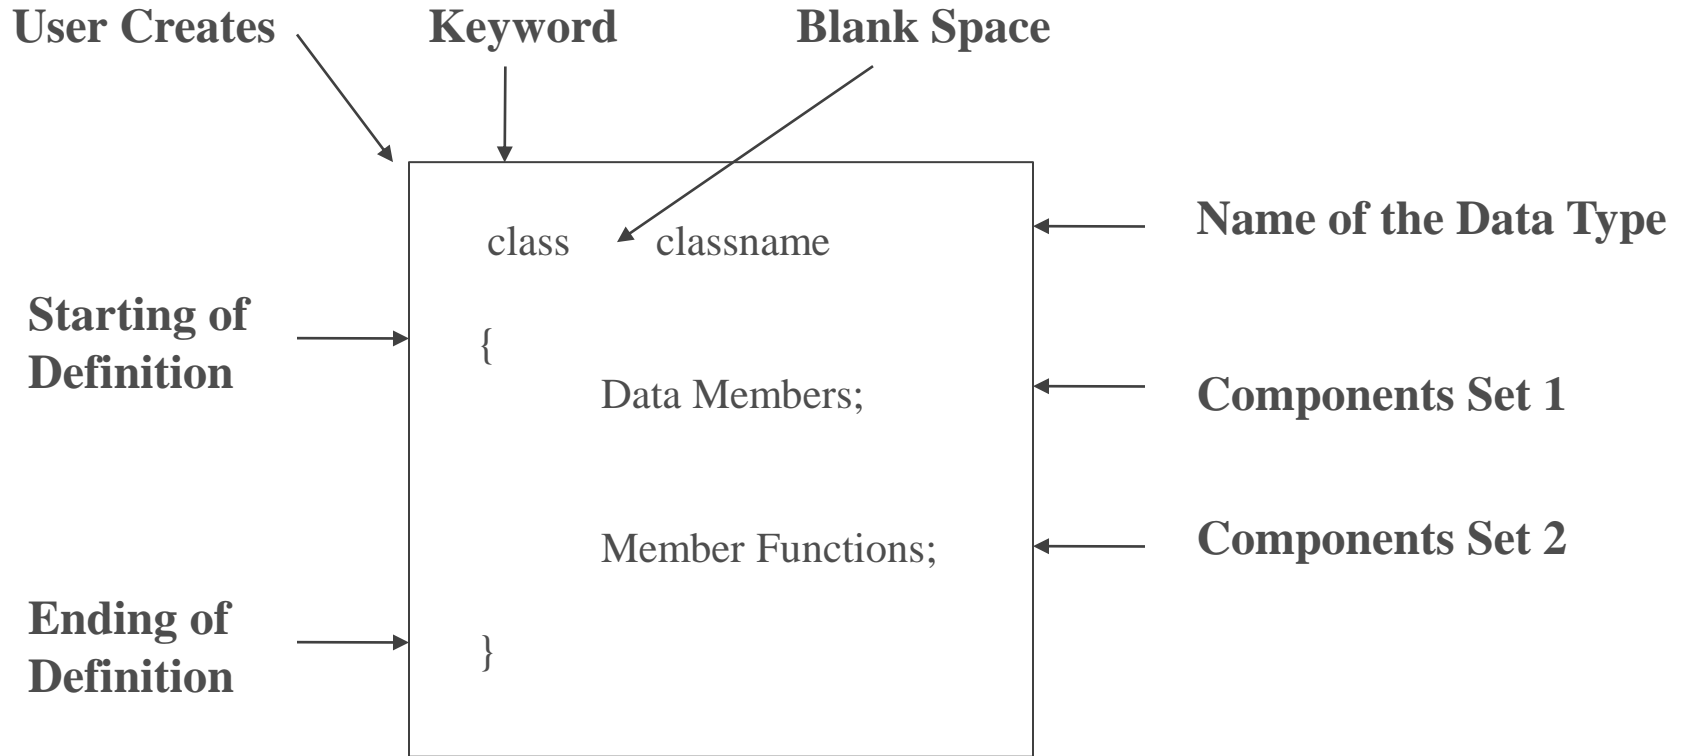 User Creates
Keyword
Blank Space
class classname
Name of the Data Type
Starting of
Definition
{
Data Members;
Components Set 1
Member Functions;
Components Set 2
Ending of
Definition
}